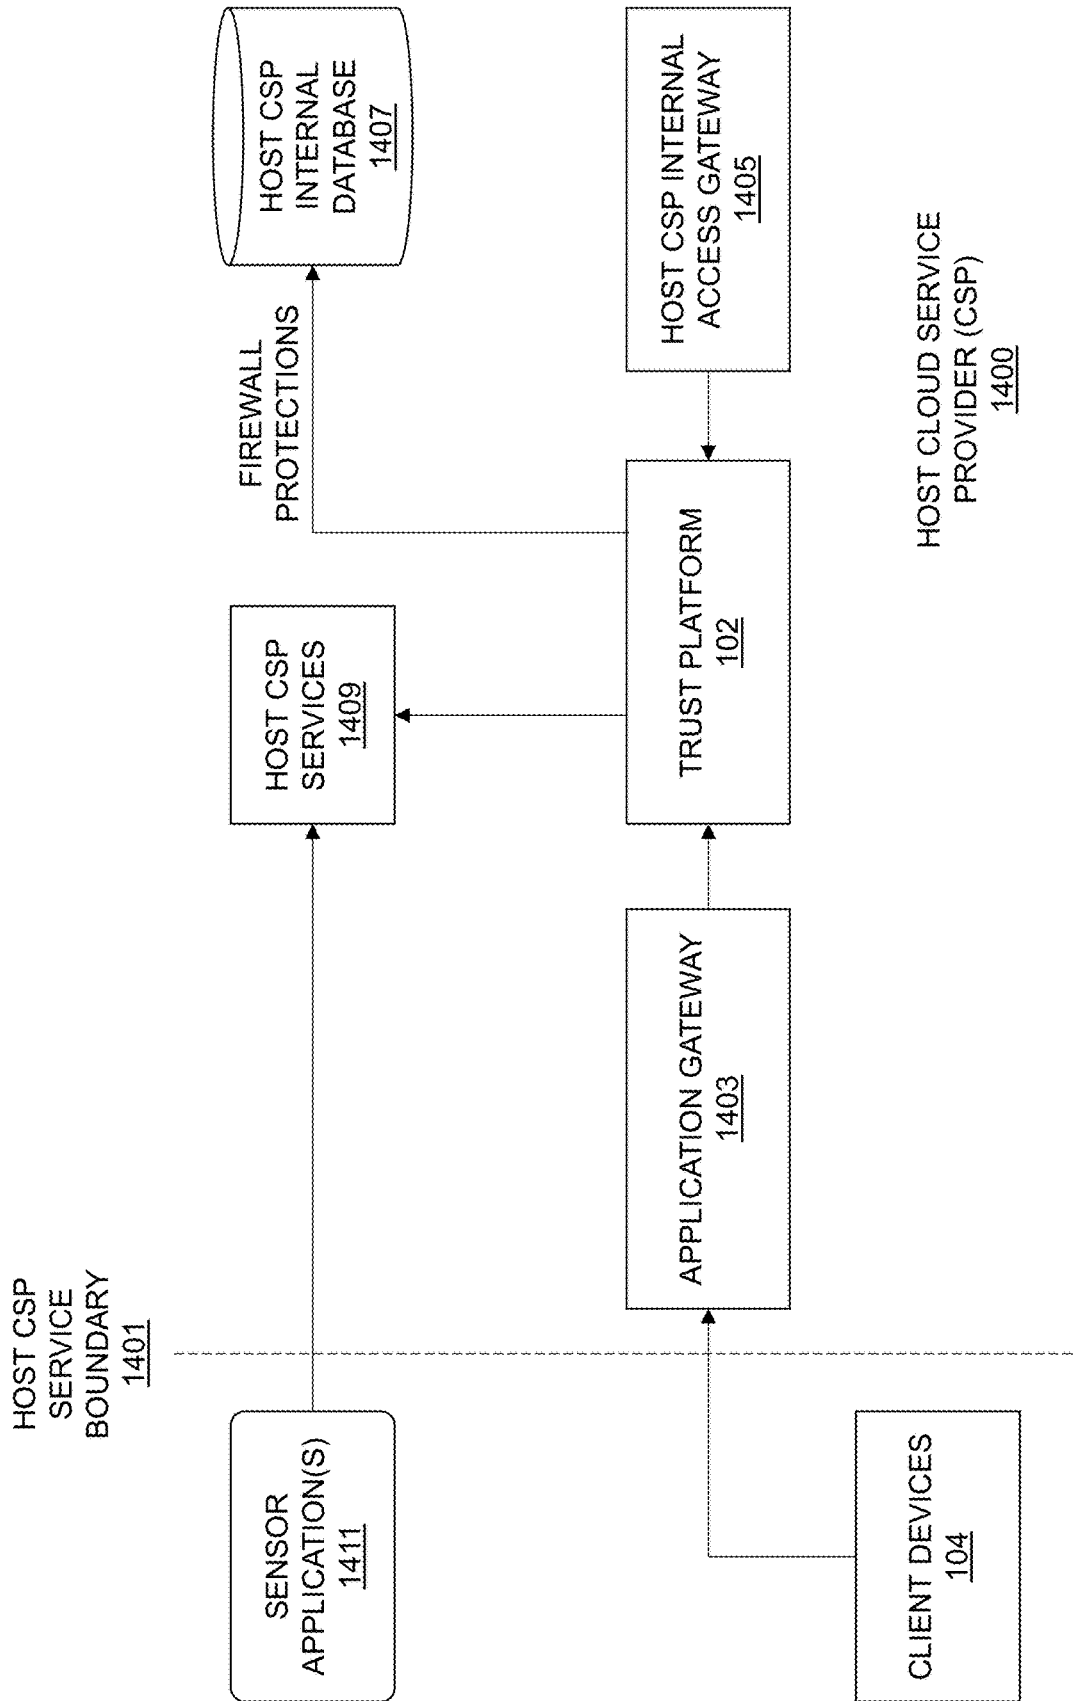 HOST CSP
SERVICE
BOUNDARY
1401
SENSOR
APPLICATION(S)
1411
HOST CSP
SERVICES
1409
FIREWALL
PROTECTIONS
HOST CSP
INTERNAL
DATABASE
1407
CLIENT DEVICES
104
APPLICATION GATEWAY
1403
TRUST PLATFORM
102
HOST CSP INTERNAL
ACCESS GATEWAY
1405
HOST CLOUD SERVICE
PROVIDER (CSP)
1400